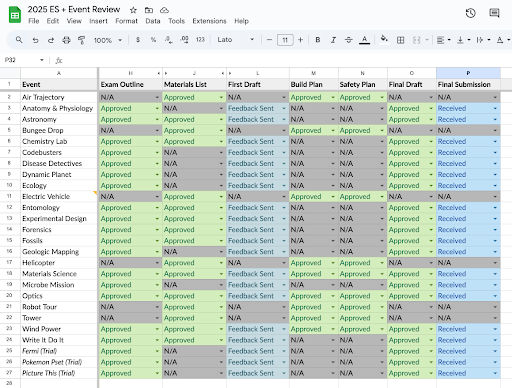 2025 ES + Event Review
File Edit View Insert Format Data Tools Extensions Help
100% $ % .0 .00 123 Lato 11
P32 fx
A H J L M N O P
1 Event Exam Outline Materials List First Draft Build Plan Safety Plan Final Draft Final Submission
2 Air Trajectory N/A Approved N/A Approved Approved N/A N/A
3 Anatomy & Physiology Approved N/A Feedback Sent N/A N/A Approved Received
4 Astronomy Approved Approved Feedback Sent N/A N/A Approved Received
5 Bungee Drop N/A Approved N/A
6 Chemistry Lab Approved Approved Feedback Sent N/A N/A Approved Received
7 Codebusters Approved N/A Feedback Sent N/A N/A Approved Received
8 Disease Detectives Approved N/A Feedback Sent N/A N/A Approved Received
9 Dynamic Planet Approved N/A Feedback Sent N/A N/A Approved Received
10 Ecology Approved N/A Feedback Sent N/A N/A Approved Received
11 Electric Vehicle N/A Approved N/A Approved Approved N/A N/A
12 Entomology Approved Approved Feedback Sent N/A N/A Approved Received
13 Experimental Design Approved Approved Feedback Sent N/A N/A Approved Received
14 Forensics Approved Approved Feedback Sent N/A N/A Approved Received
15 Fossils Approved Approved Feedback Sent N/A N/A Approved Received
16 Geologic Mapping Approved N/A Feedback Sent N/A N/A Approved Received
17 Helicopter N/A Approved Feedback Sent Approved Approved Approved N/A
18 Materials Science Approved Approved Feedback Sent Approved Approved Approved Received
19 Microbe Mission Approved N/A Feedback Sent N/A N/A Approved Received
20 Optics Approved Approved Feedback Sent Approved Approved Approved Received
21 Robot Tour N/A Approved
22 Tower N/A Approved
23 Wind Power Approved Approved Feedback Sent Approved Approved Approved Received
24 Write It Do It Approved Approved Feedback Sent N/A N/A Approved Received
25 Fermi (Trial) Approved N/A Feedback Sent N/A N/A Approved Received
26 Pokemon Pset (Trial) Approved N/A Feedback Sent N/A N/A Approved Received
27 Picture This (Trial) Approved N/A Feedback Sent N/A N/A Approved Received
28